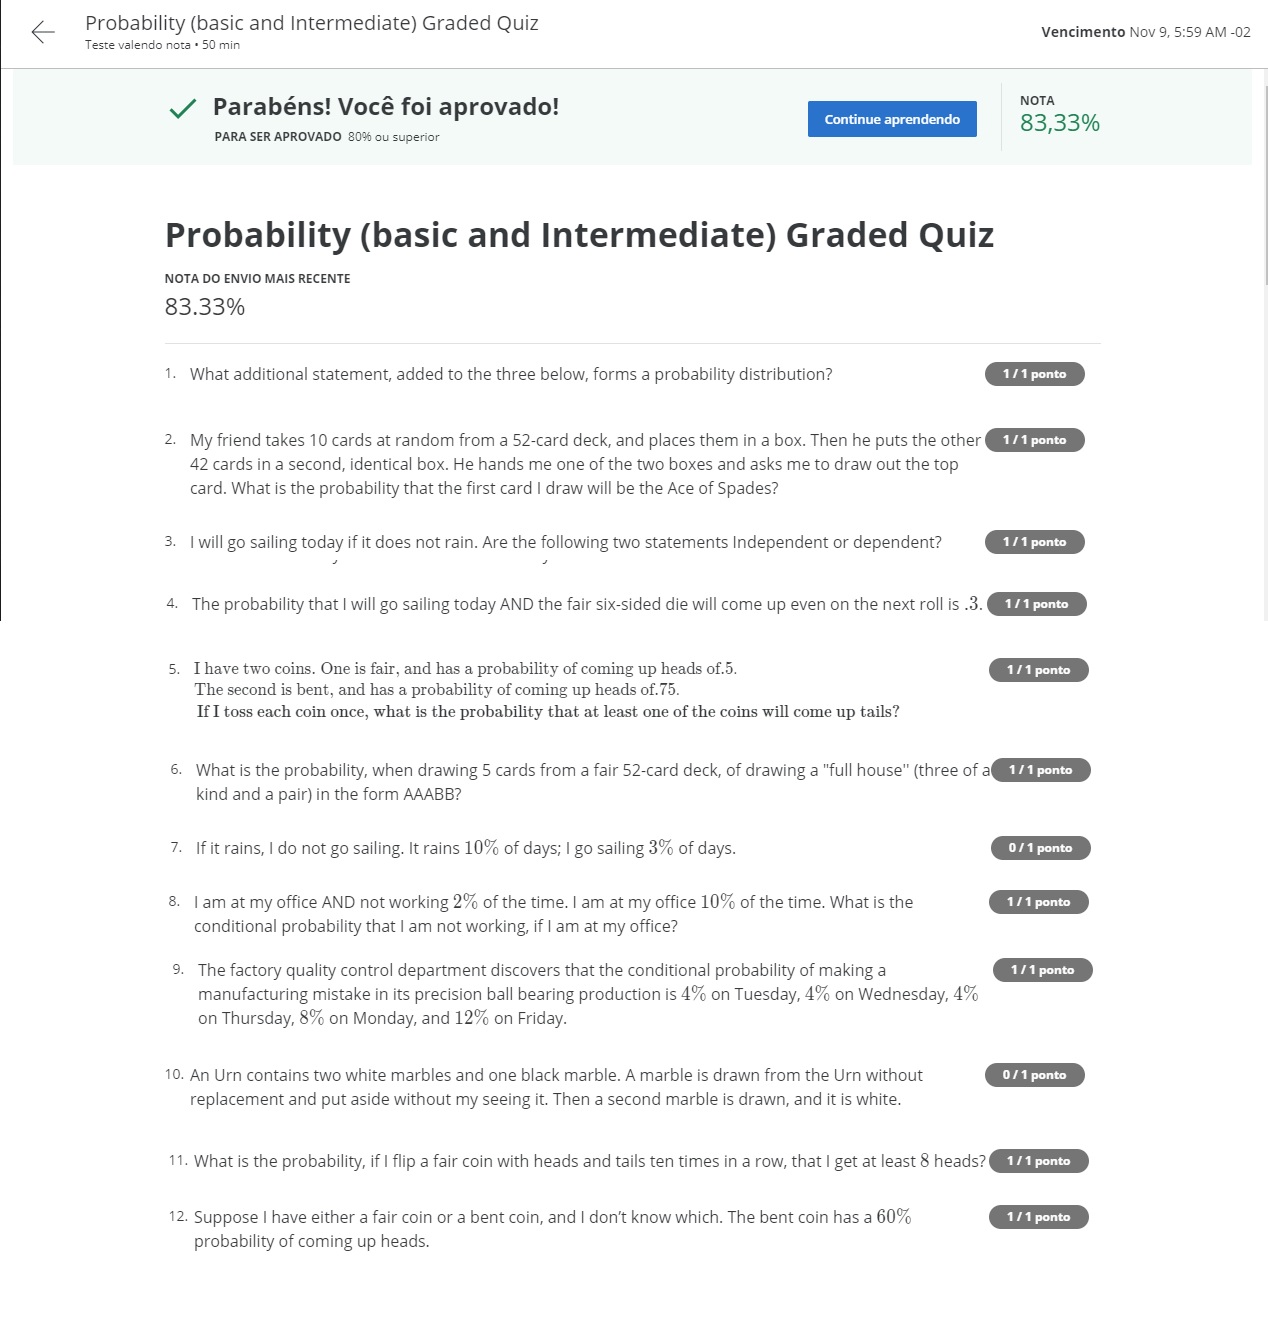 Probability (basic and Intermediate) Graded Quiz
Teste valendo nota • 50 min
Vencimento Nov 9, 5:59 AM -02
Parabéns! Você foi aprovado!
PARA SER APROVADO 80% ou superior
Continue aprendendo
NOTA
83,33%
Probability (basic and Intermediate) Graded Quiz
NOTA DO ENVIO MAIS RECENTE
83.33%
1. What additional statement, added to the three below, forms a probability distribution? 1 / 1 ponto
2. My friend takes 10 cards at random from a 52-card deck, and places them in a box. Then he puts the other 1 / 1 ponto
42 cards in a second, identical box. He hands me one of the two boxes and asks me to draw out the top
card. What is the probability that the first card I draw will be the Ace of Spades?
3. I will go sailing today if it does not rain. Are the following two statements Independent or dependent? 1 / 1 ponto
4. The probability that I will go sailing today AND the fair six-sided die will come up even on the next roll is .3. 1 / 1 ponto
5. I have two coins. One is fair, and has a probability of coming up heads of.5. 1 / 1 ponto
The second is bent, and has a probability of coming up heads of.75.
If I toss each coin once, what is the probability that at least one of the coins will come up tails?
6. What is the probability, when drawing 5 cards from a fair 52-card deck, of drawing a "full house'' (three of a 1 / 1 ponto
kind and a pair) in the form AAABB?
7. If it rains, I do not go sailing. It rains 10% of days; I go sailing 3% of days. 0 / 1 ponto
8. I am at my office AND not working 2% of the time. I am at my office 10% of the time. What is the 1 / 1 ponto
conditional probability that I am not working, if I am at my office?
9. The factory quality control department discovers that the conditional probability of making a 1 / 1 ponto
manufacturing mistake in its precision ball bearing production is 4% on Tuesday, 4% on Wednesday, 4%
on Thursday, 8% on Monday, and 12% on Friday.
10. An Urn contains two white marbles and one black marble. A marble is drawn from the Urn without 0 / 1 ponto
replacement and put aside without my seeing it. Then a second marble is drawn, and it is white.
11. What is the probability, if I flip a fair coin with heads and tails ten times in a row, that I get at least 8 heads? 1 / 1 ponto
12. Suppose I have either a fair coin or a bent coin, and I don’t know which. The bent coin has a 60% 1 / 1 ponto
probability of coming up heads.